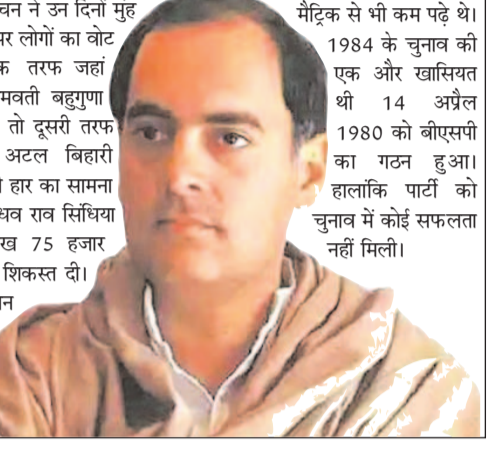 चन ने उन दिनों मुंह
पर लोगों का वोट
क तरफ जहां
मवती बहुगुणा
तो दूसरी तरफ
अटल बिहारी
हार का सामना
धव राव सिंधिया
ख 75 हजार
शिकस्त दी।
न
मैट्रिक से भी कम पढ़े थे।
1984 के चुनाव की
एक और खासियत
थी 14 अप्रैल
1980 को बीएसपी
का गठन हुआ।
हालांकि पार्टी को
चुनाव में कोई सफलता
नहीं मिली।